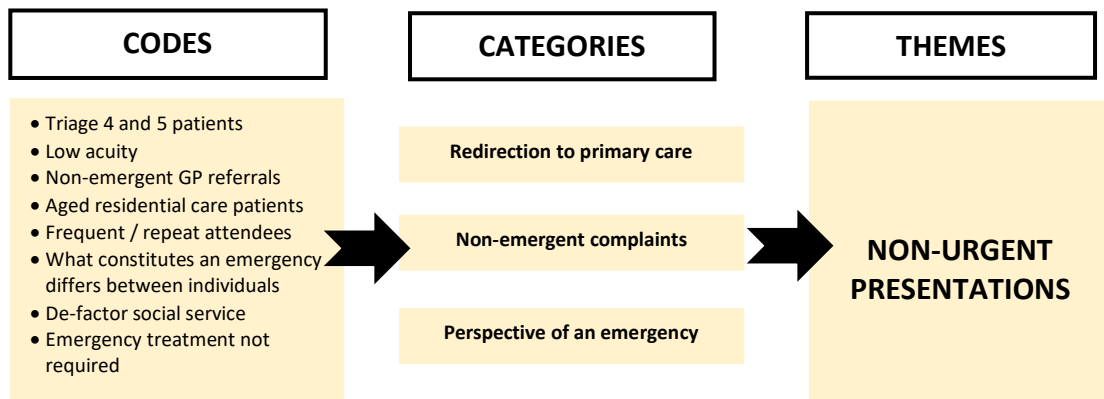 CODES
• Triage 4 and 5 patients
• Low acuity
• Non-emergent GP referrals
• Aged residential care patients
• Frequent / repeat attendees
• What constitutes an emergency
differs between individuals
• De-factor social service
• Emergency treatment not
required
CATEGORIES
Redirection to primary care
Non-emergent complaints
Perspective of an emergency
THEMES
NON-URGENT
PRESENTATIONS